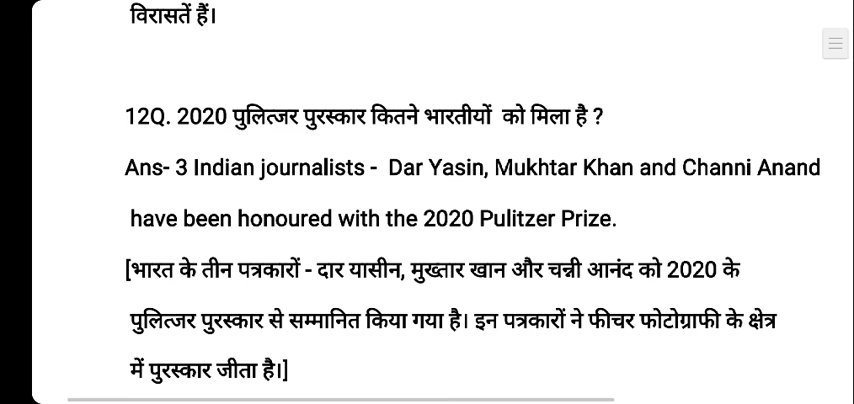 विरासतें हैं।
12Q. 2020 पुलित्जर पुरस्कार कितने भारतीयों को मिला है ?
Ans- 3 Indian journalists - Dar Yasin, Mukhtar Khan and Channi Anand
have been honoured with the 2020 Pulitzer Prize.
[भारत के तीन पत्रकारों - दार यासीन, मुख्तार खान और चन्नी आनंद को 2020 के
पुलित्जर पुरस्कार से सम्मानित किया गया है। इन पत्रकारों ने फीचर फोटोग्राफी के क्षेत्र
में पुरस्कार जीता है।]